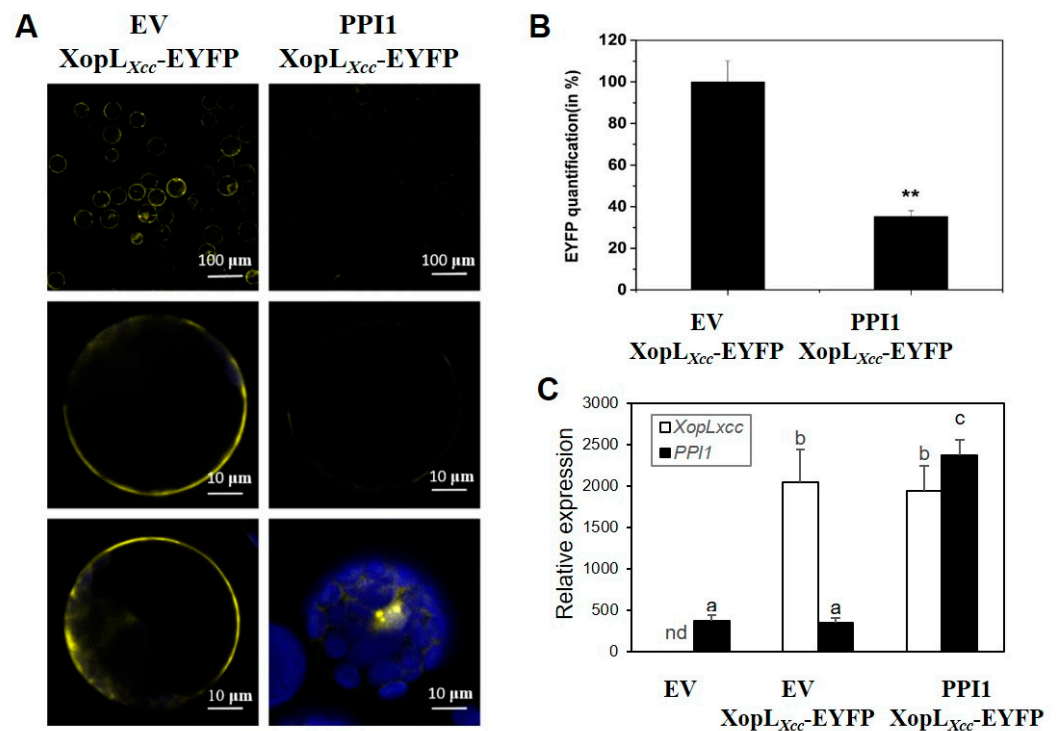 A
EV
XopLXcc-EYFP
PPI1
XopLXcc-EYFP
100 μm
100 μm
10 μm
10 μm
10 μm
10 μm
B
EYFP quantification(in %)
120
100
80
60
40
20
0
**
EV
XopLXcc-EYFP
PPI1
XopLXcc-EYFP
C
Relative expression
3000
2500
2000
1500
1000
500
0
XopLxcc
PPI1
nd
a
b
a
b
c
EV
EV
XopLXcc-EYFP
PPI1
XopLXcc-EYFP